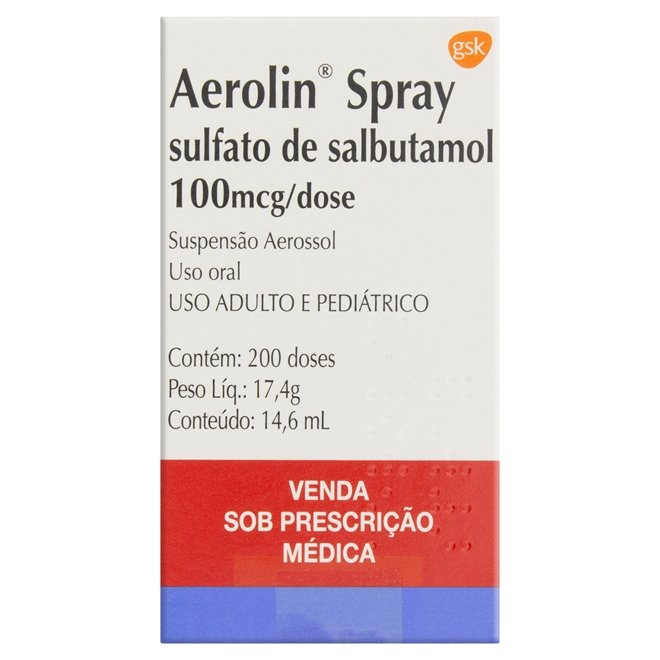 gsk
Aerolin® Spray
sulfato de salbutamol
100mcg/dose
Suspensão Aerossol
Uso oral
USO ADULTO E PEDIÁTRICO
Contém: 200 doses
Peso Líq.: 17,4g
Conteúdo: 14,6 mL
VENDA
SOB PRESCRIÇÃO
MÉDICA